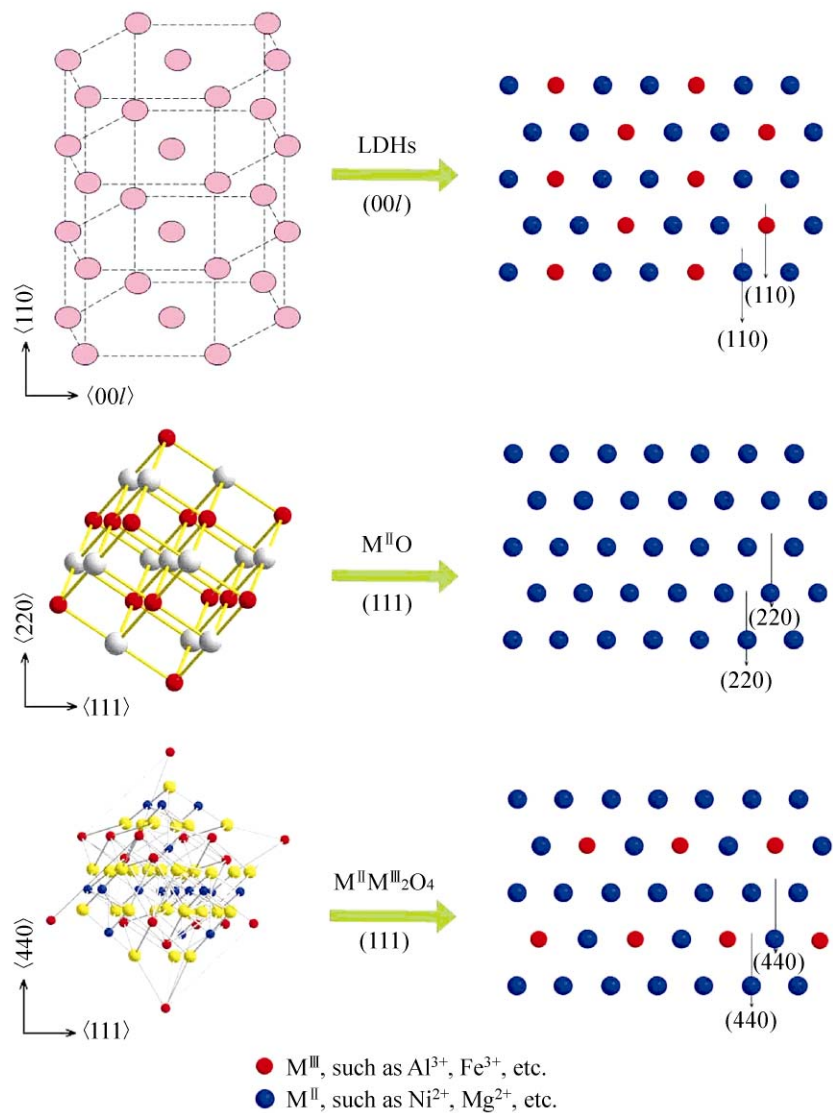 LDHs
(00l)
(110)
(110)
⟨110⟩
⟨00l⟩
MᴵᴵO
(111)
(220)
(220)
⟨220⟩
⟨111⟩
MᴵᴵMᴵᴵᴵ₂O₄
(111)
(440)
(440)
⟨440⟩
⟨111⟩
Mᴵᴵᴵ, such as Al³⁺, Fe³⁺, etc.
Mᴵᴵ, such as Ni²⁺, Mg²⁺, etc.